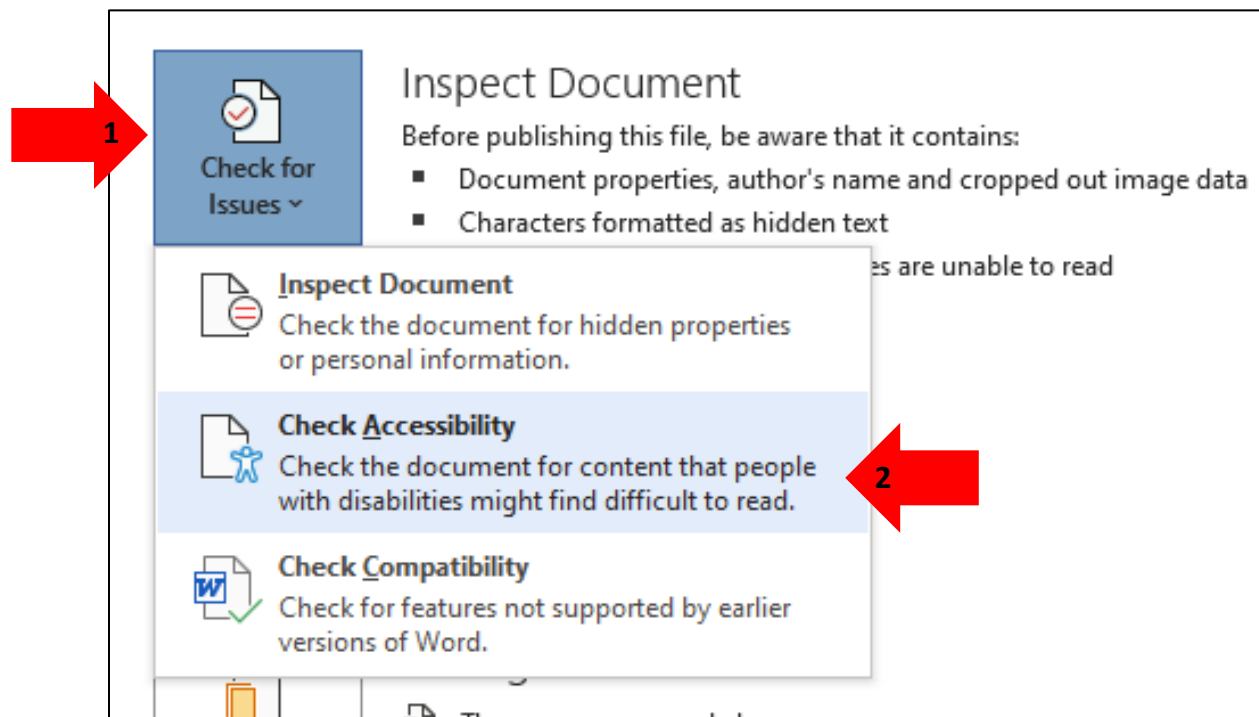 Inspect Document
Before publishing this file, be aware that it contains:
Document properties, author's name and cropped out image data
Characters formatted as hidden text
es are unable to read
1
Check for
Issues
Inspect Document
Check the document for hidden properties
or personal information.
Check Accessibility
Check the document for content that people
with disabilities might find difficult to read.
2
Check Compatibility
Check for features not supported by earlier
versions of Word.